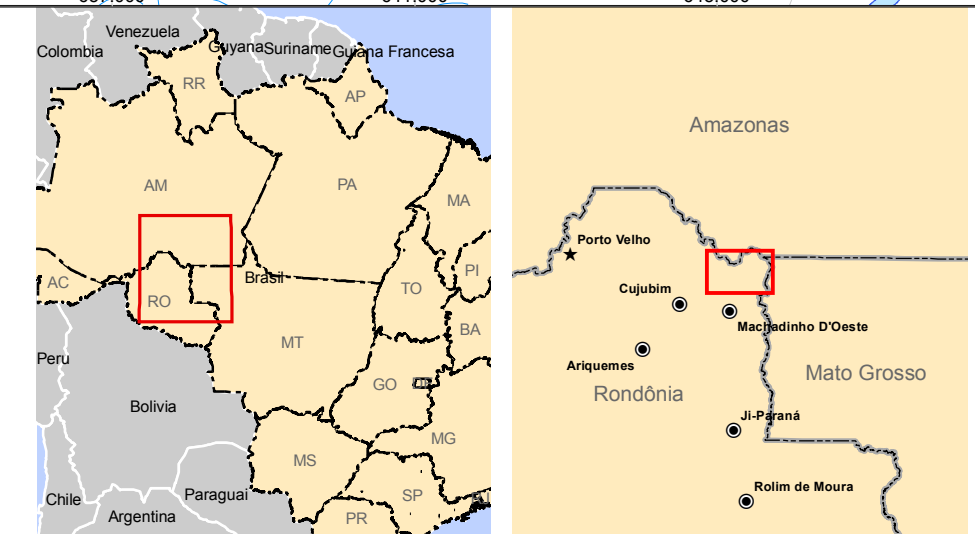 Venezuela
Colombia
Guyana
Suriname
Guiana Francesa
RR
AP
AM
PA
MA
AC
RO
Brasil
TO
PI
BA
Peru
MT
GO
DF
Bolivia
MG
MS
SP
Chile
Paraguai
Argentina
PR
RJ
Amazonas
Porto Velho
Cujubim
Machadinho D'Oeste
Ariquemes
Rondônia
Mato Grosso
Ji-Paraná
Rolim de Moura